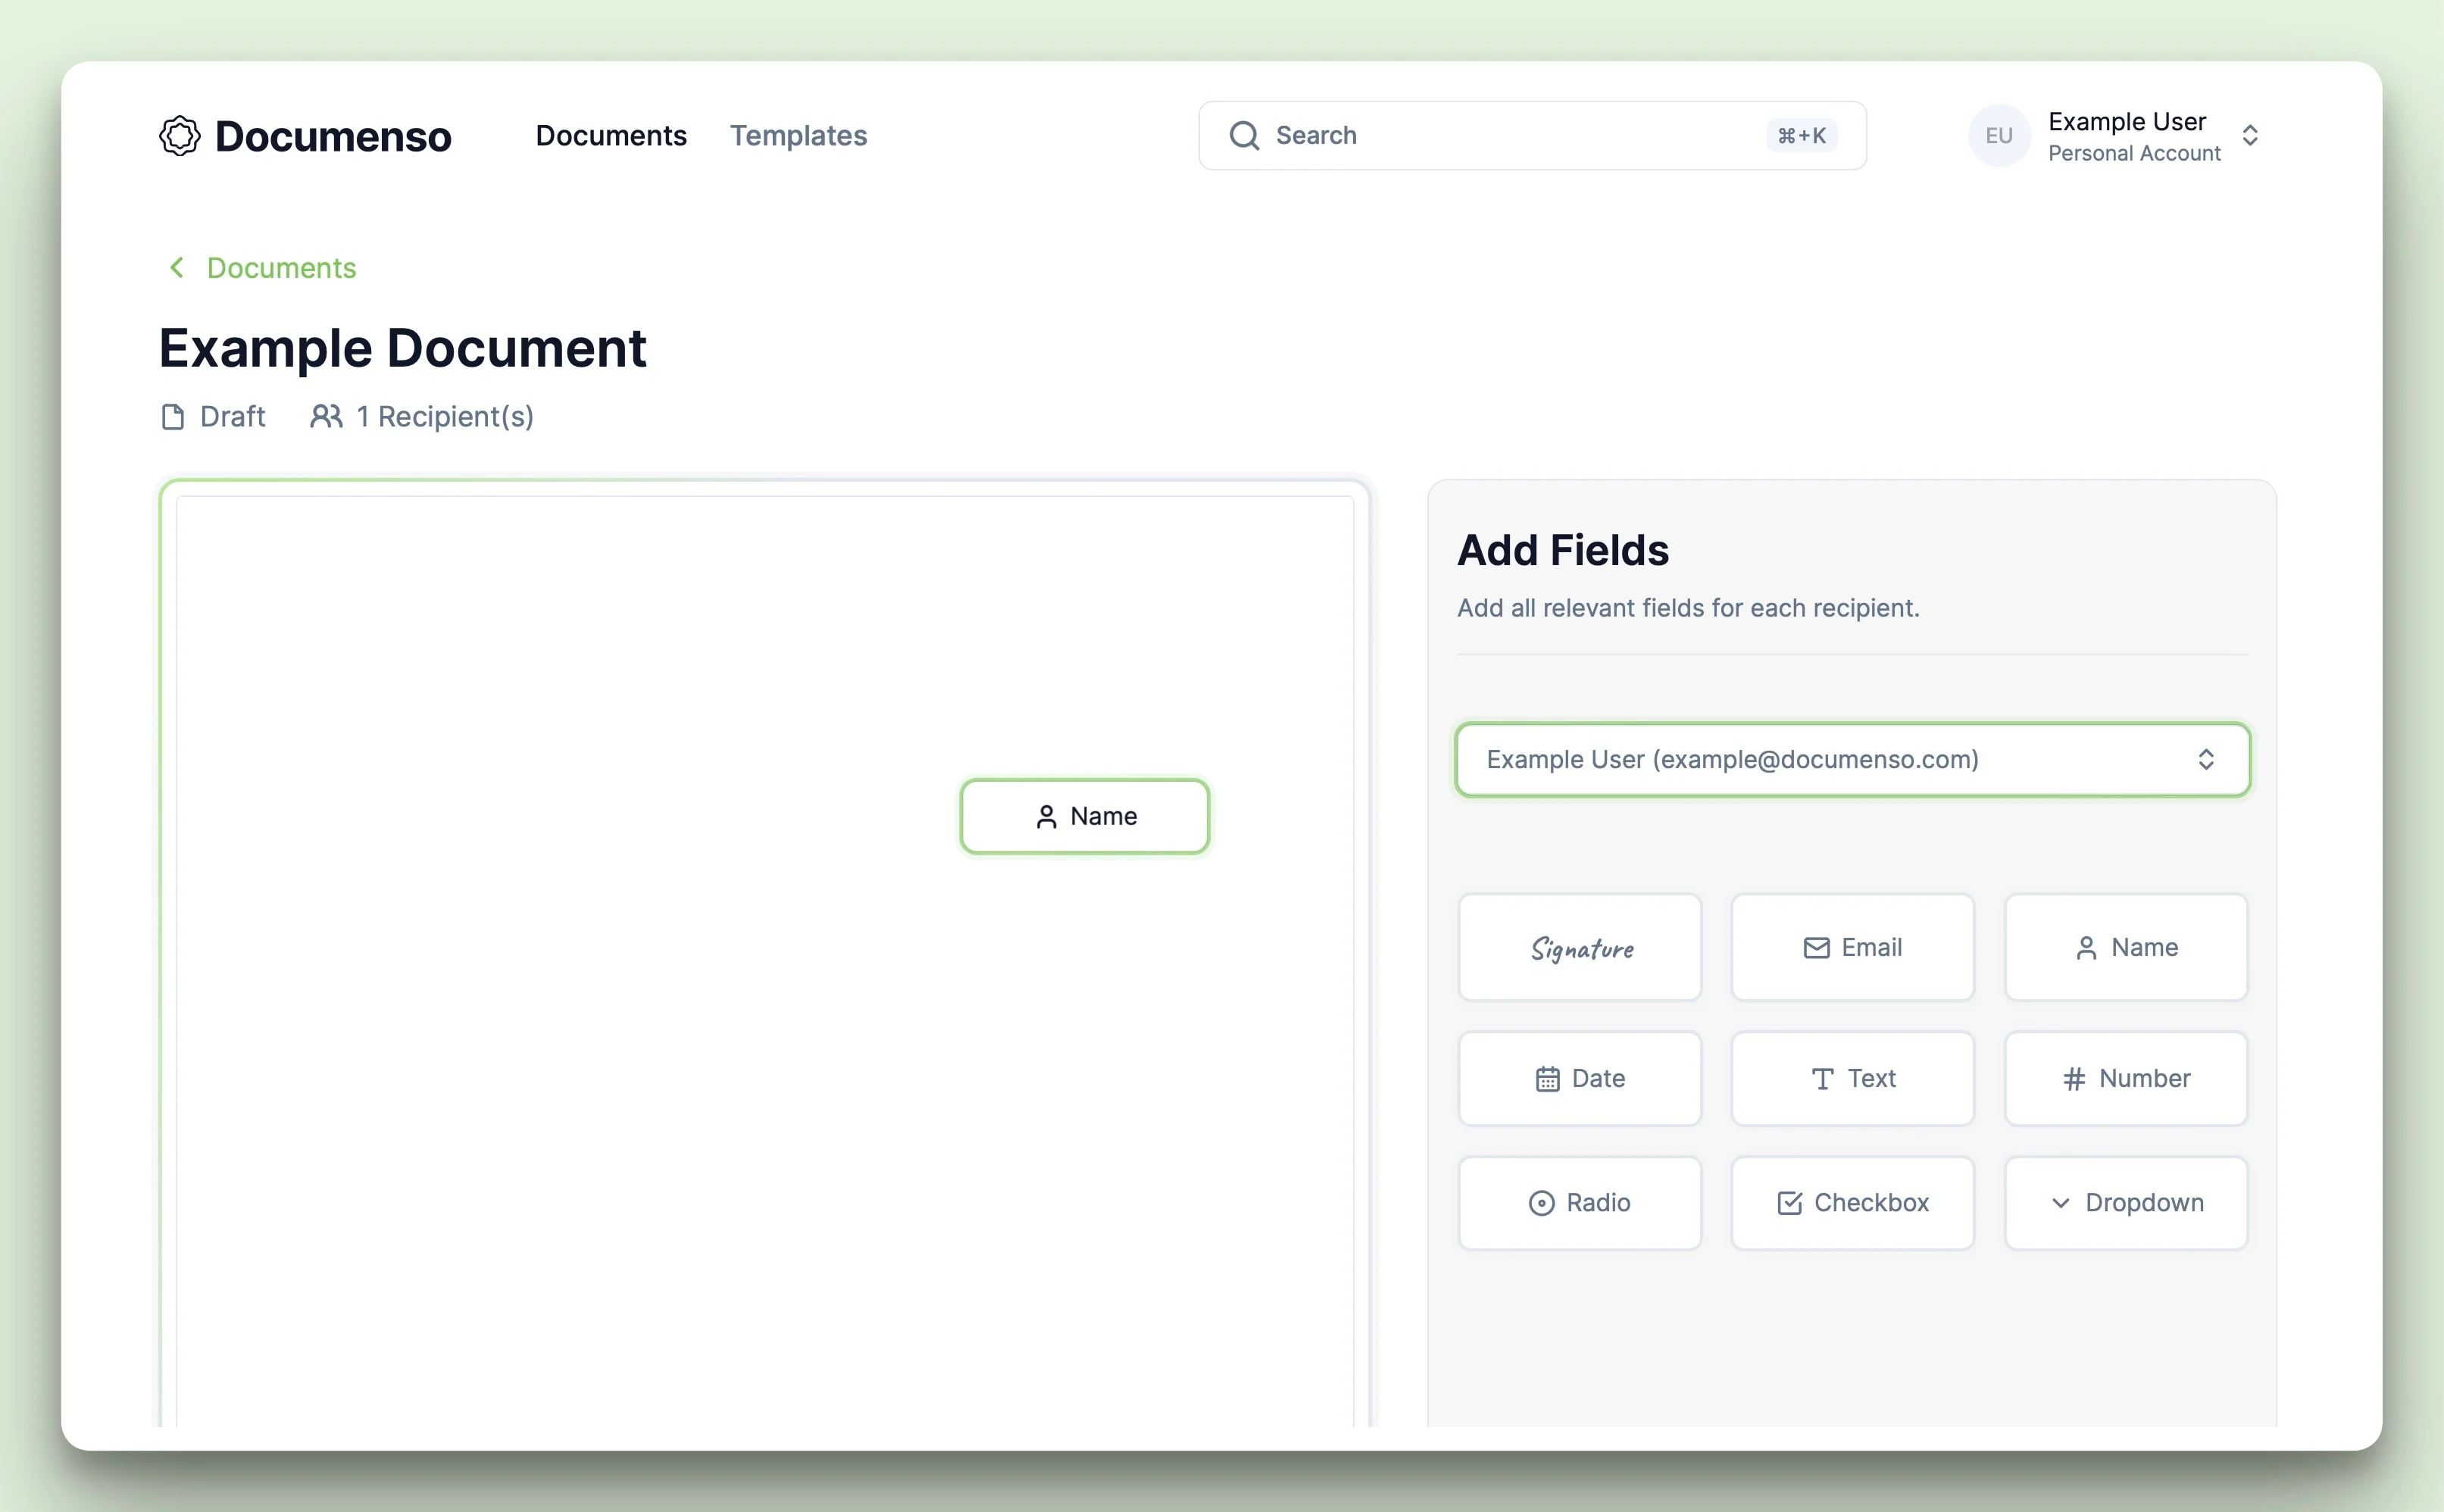 Documenso
Documents
Templates
Search
⌘+K
EU
Example User
Personal Account
Documents
Example Document
Draft
1 Recipient(s)
Name
Add Fields
Add all relevant fields for each recipient.
Example User (example@documenso.com)
Signature
Email
Name
Date
Text
Number
Radio
Checkbox
Dropdown